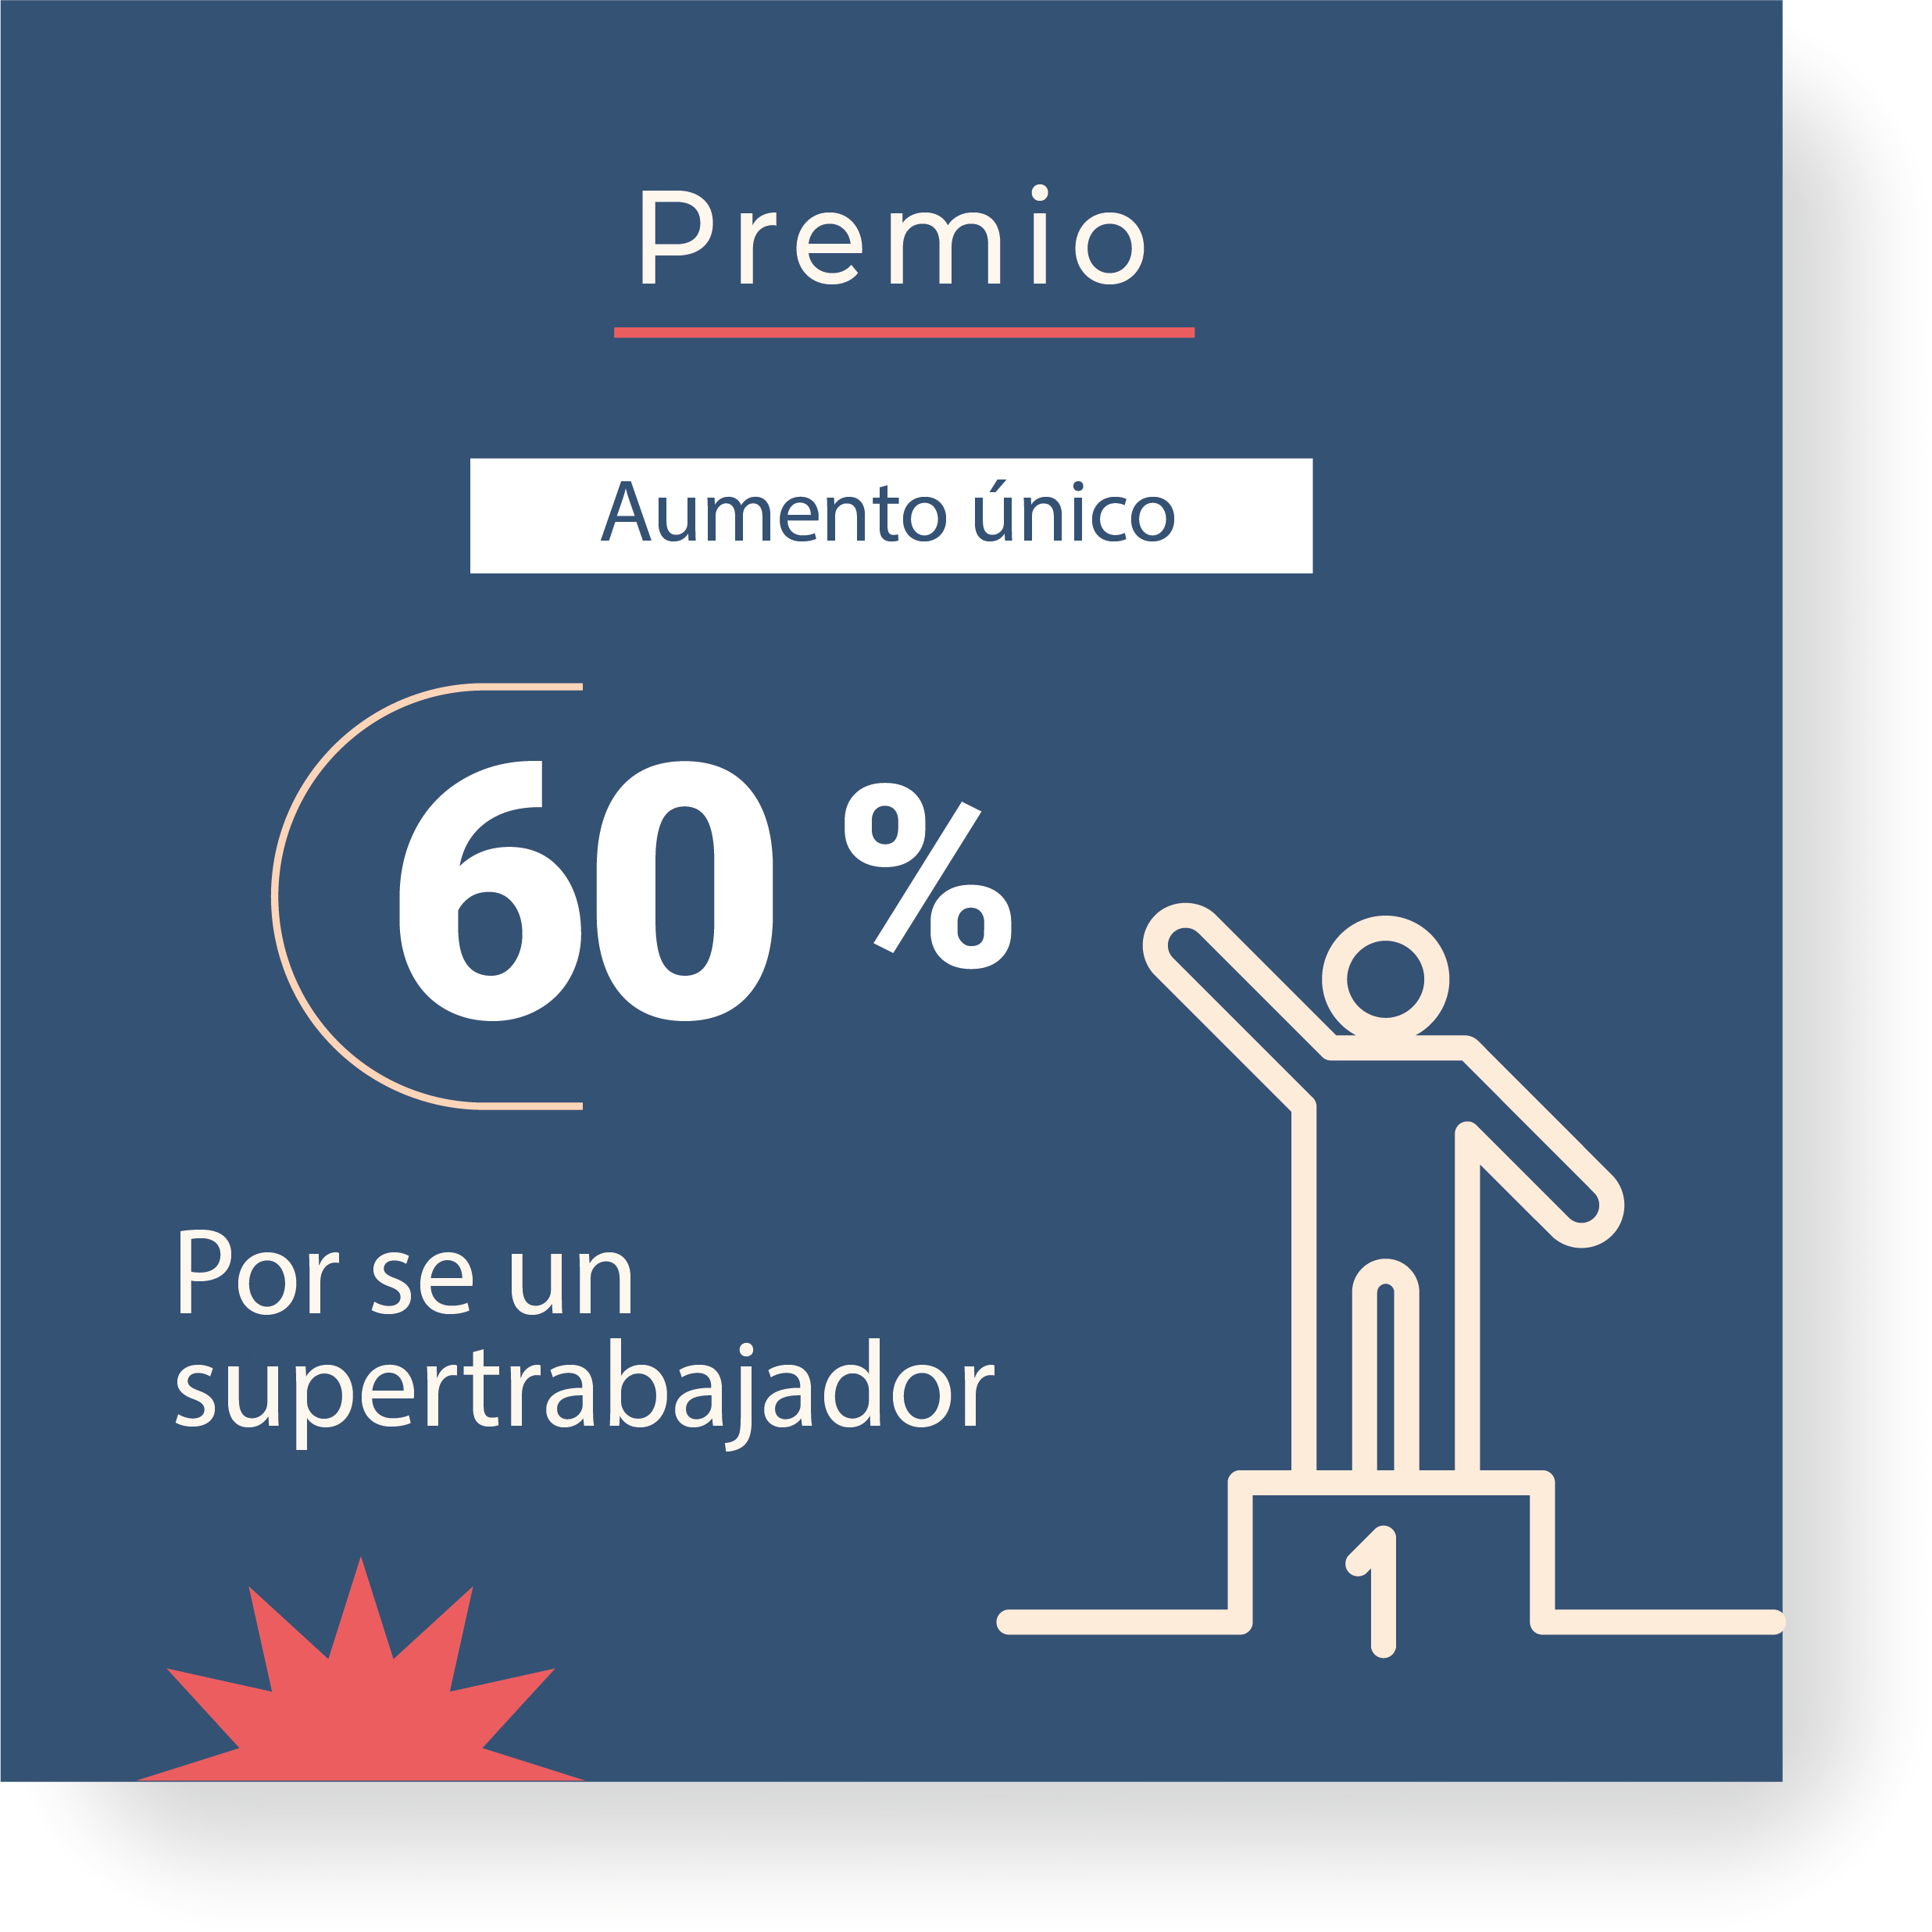 Premio
Aumento único
60 %
Por se un
supertrabajador
1